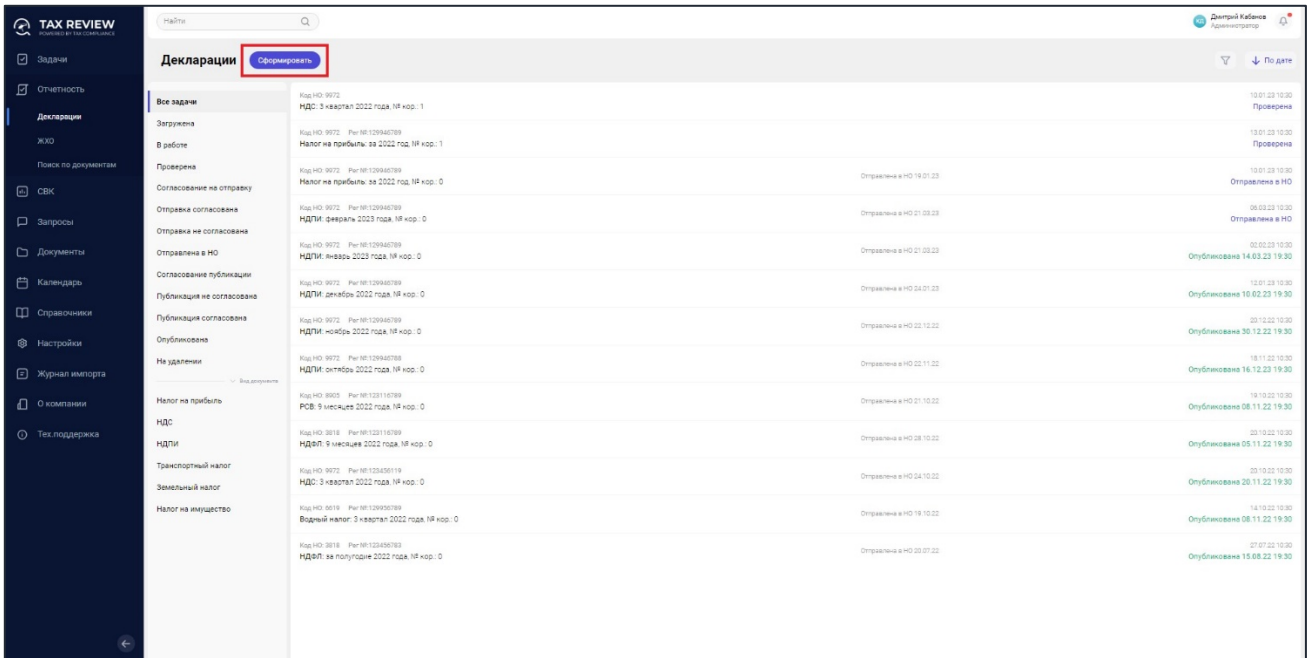 TAX REVIEW
POWERED BY TAX COMPLIANCE
Найти
КД
Дмитрий Кабанов
Администратор
Задачи
Отчетность
Декларации
ЖХО
Поиск по документам
СВК
Запросы
Документы
Календарь
Справочники
Настройки
Журнал импорта
О компании
Тех.поддержка
Декларации
Сформировать
По дате
Все задачи
Загружена
В работе
Проверена
Согласование на отправку
Отправка согласована
Отправка не согласована
Отправлена в НО
Согласование публикации
Публикация не согласована
Публикация согласована
Опубликована
На удалении
Вид документа
Налог на прибыль
НДС
НДПИ
Транспортный налог
Земельный налог
Налог на имущество
Код НО: 9972
10.01.23 10:30
НДС: 3 квартал 2022 года, № кор.: 1
Проверена
Код НО: 9972 Рег №:129946789
13.01.23 10:30
Налог на прибыль: за 2022 год, № кор.: 1
Проверена
Код НО: 9972 Рег №:129946789
10.01.23 10:30
Налог на прибыль: за 2022 год, № кор.: 0
Отправлена в НО 19.01.23
Отправлена в НО
Код НО: 9972 Рег №:129946789
06.03.23 10:30
НДПИ: февраль 2023 года, № кор.: 0
Отправлена в НО 21.03.23
Отправлена в НО
Код НО: 9972 Рег №:129946789
02.02.23 10:30
НДПИ: январь 2023 года, № кор.: 0
Отправлена в НО 21.03.23
Опубликована 14.03.23 19:30
Код НО: 9972 Рег №:129946789
12.01.23 10:30
НДПИ: декабрь 2022 года, № кор.: 0
Отправлена в НО 24.01.23
Опубликована 10.02.23 19:30
Код НО: 9972 Рег №:129946789
20.12.22 10:30
НДПИ: ноябрь 2022 года, № кор.: 0
Отправлена в НО 22.12.22
Опубликована 30.12.22 19:30
Код НО: 9972 Рег №:129946788
18.11.22 10:30
НДПИ: октябрь 2022 года, № кор.: 0
Отправлена в НО 22.11.22
Опубликована 16.12.23 19:30
Код НО: 8905 Рег №:123116789
19.10.22 10:30
РСВ: 9 месяцев 2022 года, № кор.: 0
Отправлена в НО 21.10.22
Опубликована 08.11.22 19:30
Код НО: 3818 Рег №:123116789
20.10.22 10:30
НДФЛ: 9 месяцев 2022 года, № кор.: 0
Отправлена в НО 28.10.22
Опубликована 05.11.22 19:30
Код НО: 9972 Рег №:123456119
20.10.22 10:30
НДС: 3 квартал 2022 года, № кор.: 0
Отправлена в НО 24.10.22
Опубликована 20.11.22 19:30
Код НО: 6619 Рег №:129956789
14.10.22 10:30
Водный налог: 3 квартал 2022 года, № кор.: 0
Отправлена в НО 19.10.22
Опубликована 08.11.22 19:30
Код НО: 3818 Рег №:123456783
27.07.22 10:30
НДФЛ: за полугодие 2022 года, № кор.: 0
Отправлена в НО 20.07.22
Опубликована 15.08.22 19:30